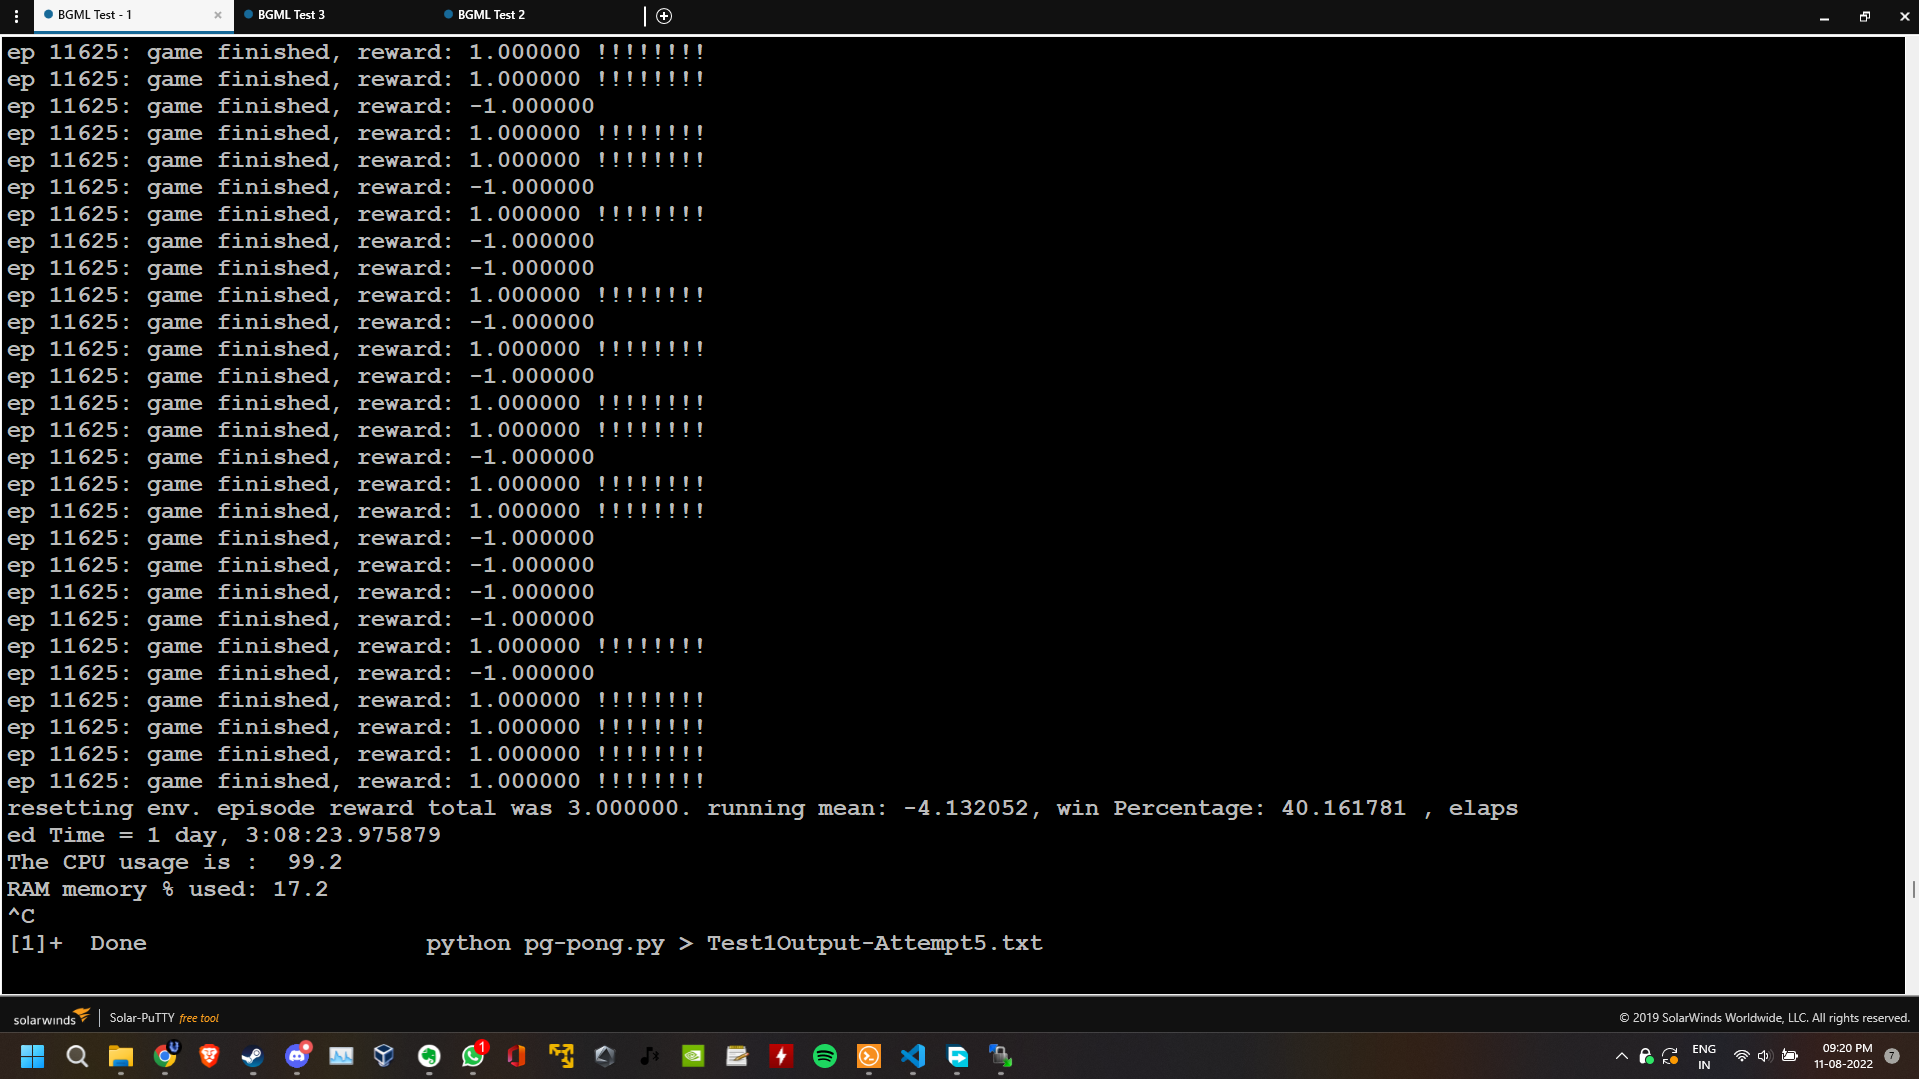 BGML Test - 1
BGML Test 3
BGML Test 2
ep 11625: game finished, reward: 1.000000 !!!!!!!!
ep 11625: game finished, reward: 1.000000 !!!!!!!!
ep 11625: game finished, reward: -1.000000
ep 11625: game finished, reward: 1.000000 !!!!!!!!
ep 11625: game finished, reward: 1.000000 !!!!!!!!
ep 11625: game finished, reward: -1.000000
ep 11625: game finished, reward: 1.000000 !!!!!!!!
ep 11625: game finished, reward: -1.000000
ep 11625: game finished, reward: -1.000000
ep 11625: game finished, reward: 1.000000 !!!!!!!!
ep 11625: game finished, reward: -1.000000
ep 11625: game finished, reward: 1.000000 !!!!!!!!
ep 11625: game finished, reward: -1.000000
ep 11625: game finished, reward: 1.000000 !!!!!!!!
ep 11625: game finished, reward: 1.000000 !!!!!!!!
ep 11625: game finished, reward: -1.000000
ep 11625: game finished, reward: 1.000000 !!!!!!!!
ep 11625: game finished, reward: 1.000000 !!!!!!!!
ep 11625: game finished, reward: -1.000000
ep 11625: game finished, reward: -1.000000
ep 11625: game finished, reward: -1.000000
ep 11625: game finished, reward: -1.000000
ep 11625: game finished, reward: 1.000000 !!!!!!!!
ep 11625: game finished, reward: -1.000000
ep 11625: game finished, reward: 1.000000 !!!!!!!!
ep 11625: game finished, reward: 1.000000 !!!!!!!!
ep 11625: game finished, reward: 1.000000 !!!!!!!!
ep 11625: game finished, reward: 1.000000 !!!!!!!!
resetting env. episode reward total was 3.000000. running mean: -4.132052, win Percentage: 40.161781 , elaps
ed Time = 1 day, 3:08:23.975879
The CPU usage is :  99.2
RAM memory % used: 17.2
^C
[1]+  Done                    python pg-pong.py > Test1Output-Attempt5.txt
solarwinds Solar-PuTTY free tool
© 2019 SolarWinds Worldwide, LLC. All rights reserved.
1
ENG
IN
09:20 PM
11-08-2022
7